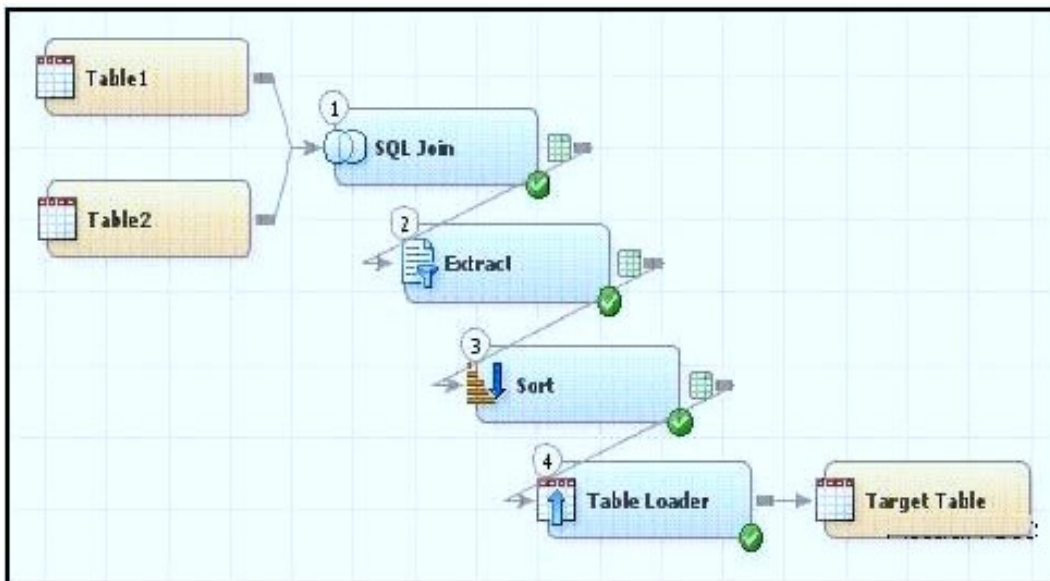 Table1
1
SQL Join
Table2
2
Extract
3
Sort
4
Table Loader
Target Table